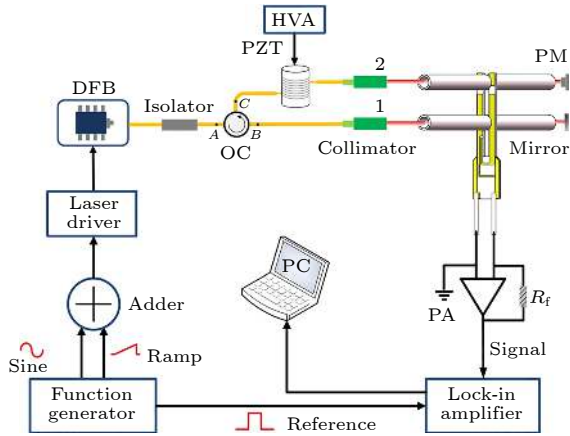 HVA
PZT
2
PM
DFB
Isolator
C
A
B
OC
1
Collimator
Mirror
Laser
driver
PC
Adder
PA
Rf
Sine
Ramp
Signal
Function
generator
Reference
Lock-in
amplifier